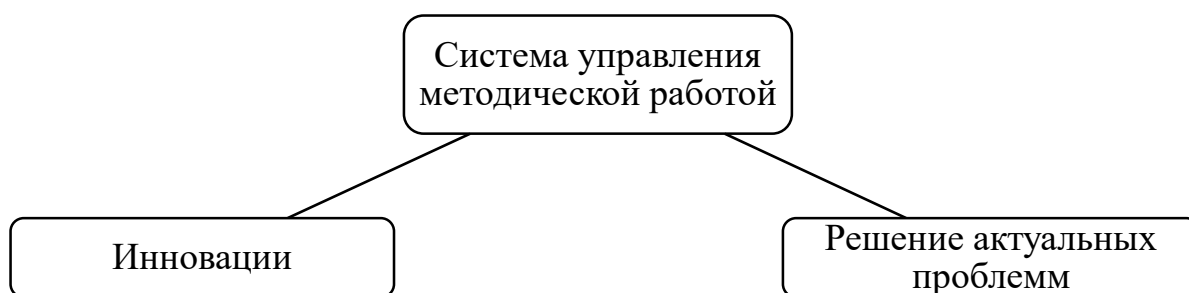 Система управления
методической работой
Инновации
Решение актуальных
проблемм